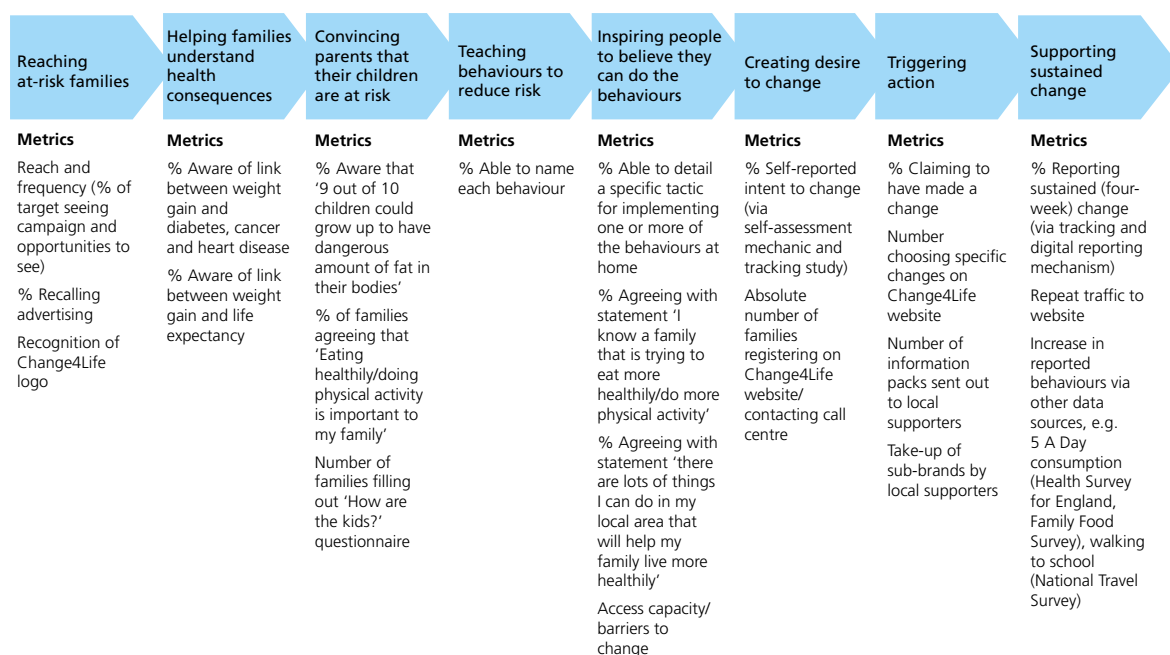 Reaching
at-risk families
Helping families
understand
health
consequences
Convincing
parents that
their children
are at risk
Teaching
behaviours to
reduce risk
Inspiring people
to believe they
can do the
behaviours
Creating desire
to change
Triggering
action
Supporting
sustained
change
Metrics
Reach and
frequency (% of
target seeing
campaign and
opportunities to
see)
% Recalling
advertising
Recognition of
Change4Life
logo
Metrics
% Aware of link
between weight
gain and
diabetes, cancer
and heart disease
% Aware of link
between weight
gain and life
expectancy
Metrics
% Aware that
‘9 out of 10
children could
grow up to have
dangerous
amount of fat in
their bodies’
% of families
agreeing that
‘Eating
healthily/doing
physical activity
is important to
my family’
Number of
families filling
out ‘How are
the kids?’
questionnaire
Metrics
% Able to name
each behaviour
Metrics
% Able to detail
a specific tactic
for implementing
one or more of
the behaviours at
home
% Agreeing with
statement ‘I
know a family
that is trying to
eat more
healthily/do more
physical activity’
% Agreeing with
statement ‘there
are lots of things
I can do in my
local area that
will help my
family live more
healthily’
Access capacity/
barriers to
change
Metrics
% Self-reported
intent to change
(via
self-assessment
mechanic and
tracking study)
Absolute
number of
families
registering on
Change4Life
website/
contacting call
centre
Metrics
% Claiming to
have made a
change
Number
choosing specific
changes on
Change4Life
website
Number of
information
packs sent out
to local
supporters
Take-up of
sub-brands by
local supporters
Metrics
% Reporting
sustained (four-
week) change
(via tracking and
digital reporting
mechanism)
Repeat traffic to
website
Increase in
reported
behaviours via
other data
sources, e.g.
5 A Day
consumption
(Health Survey
for England,
Family Food
Survey), walking
to school
(National Travel
Survey)